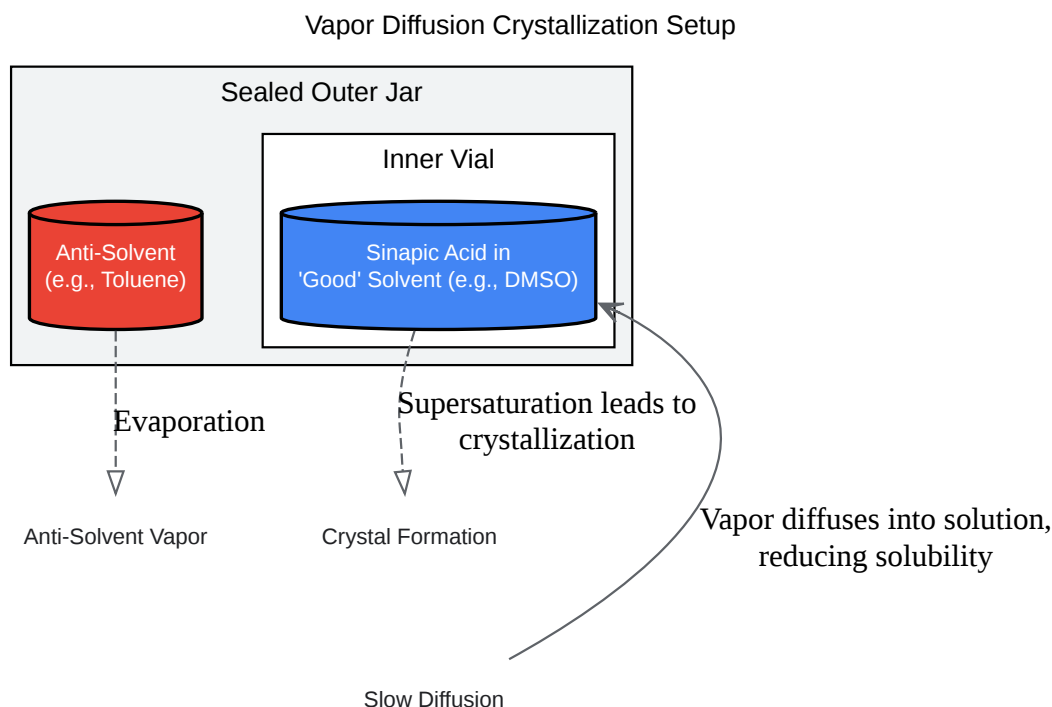 Vapor Diffusion Crystallization Setup
Sealed Outer Jar
Inner Vial
Anti-Solvent
(e.g., Toluene)
Sinapic Acid in
'Good' Solvent (e.g., DMSO)
Evaporation
Supersaturation leads to
crystallization
Vapor diffuses into solution,
reducing solubility
Anti-Solvent Vapor
Crystal Formation
Slow Diffusion